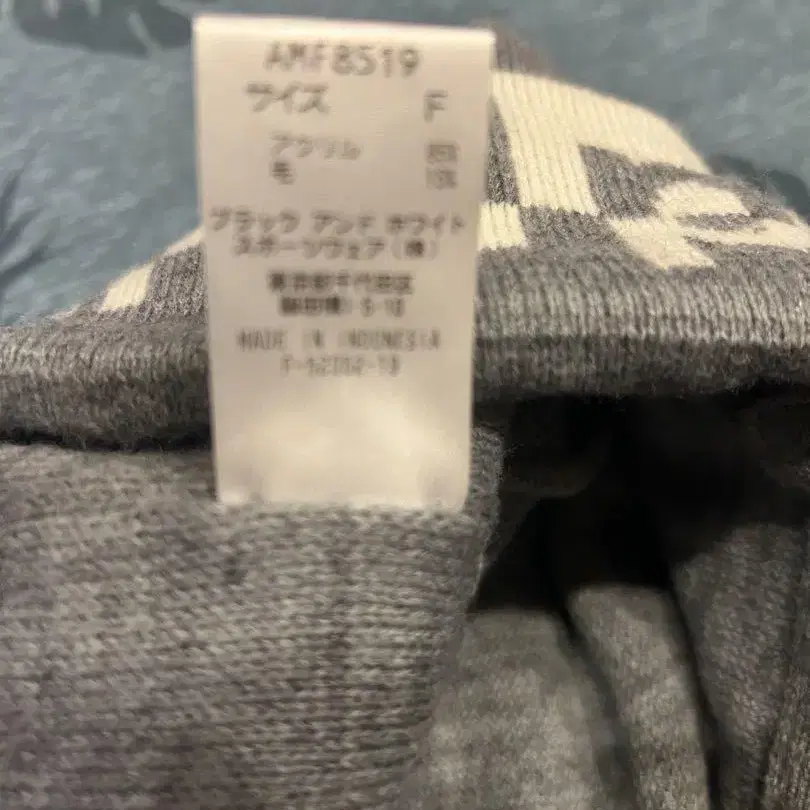 AMF8519
サイズ F
アクリル 85%
毛 15%
ブラック アンド ホワイト
スポーツウェア(株)
東京都千代田区
MADE IN INDONESIA